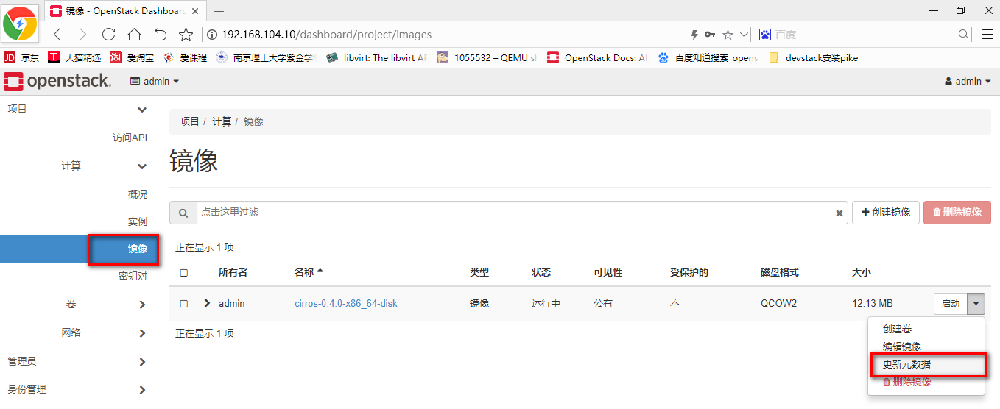 镜像 - OpenStack Dashboard
192.168.104.10/dashboard/project/images
百度
JD 京东 天猫精选 爱淘宝 爱课程 南京理工大学紫金学 libvirt: The libvirt AP 1055532 – QEMU sh OpenStack Docs: All 百度知道搜索_opens devstack安装pike
openstack. admin admin
项目
访问API
计算
概况
实例
镜像
密钥对
卷
网络
管理员
身份管理
项目 / 计算 / 镜像
镜像
点击这里过滤 创建镜像 删除镜像
正在显示 1 项
所有者 名称 类型 状态 可见性 受保护的 磁盘格式 大小
admin cirros-0.4.0-x86_64-disk 镜像 运行中 公有 不 QCOW2 12.13 MB 启动
正在显示 1 项
创建卷
编辑镜像
更新元数据
删除镜像